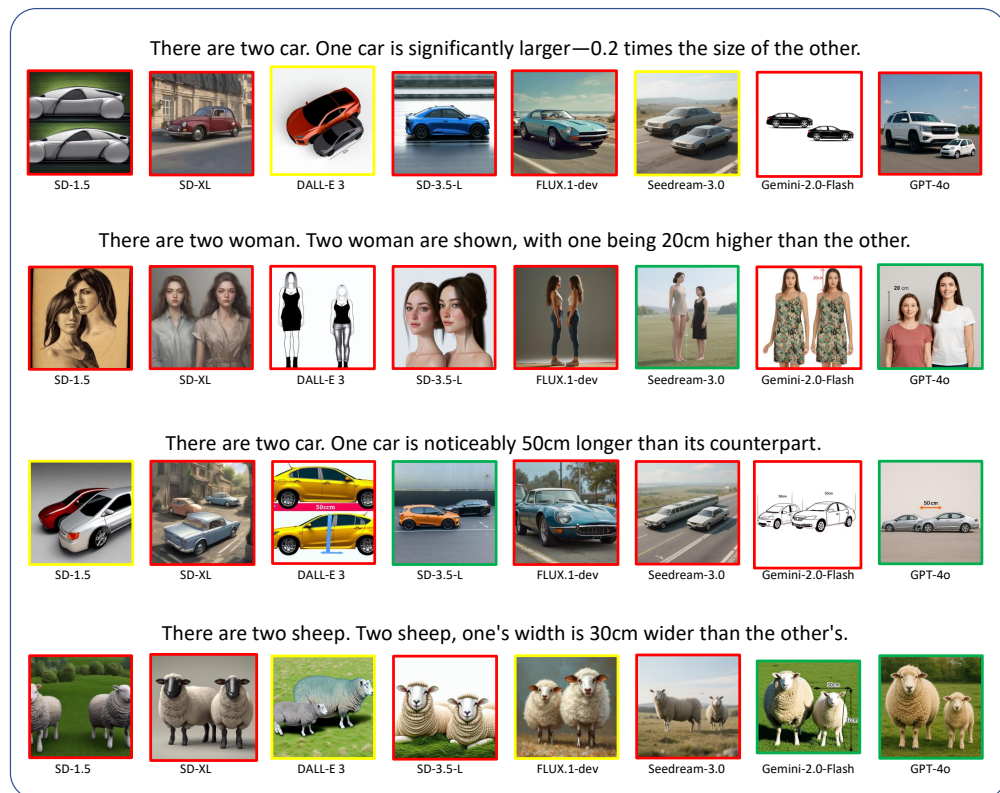 There are two car. One car is significantly larger—0.2 times the size of the other.
SD-1.5 SD-XL DALL-E 3 SD-3.5-L FLUX.1-dev Seedream-3.0 Gemini-2.0-Flash GPT-4o
There are two woman. Two woman are shown, with one being 20cm higher than the other.
20cm
20 cm
SD-1.5 SD-XL DALL-E 3 SD-3.5-L FLUX.1-dev Seedream-3.0 Gemini-2.0-Flash GPT-4o
There are two car. One car is noticeably 50cm longer than its counterpart.
50ccm
50cm
50cm
SD-1.5 SD-XL DALL-E 3 SD-3.5-L FLUX.1-dev Seedream-3.0 Gemini-2.0-Flash GPT-4o
There are two sheep. Two sheep, one's width is 30cm wider than the other's.
SD-1.5 SD-XL DALL-E 3 SD-3.5-L FLUX.1-dev Seedream-3.0 Gemini-2.0-Flash GPT-4o